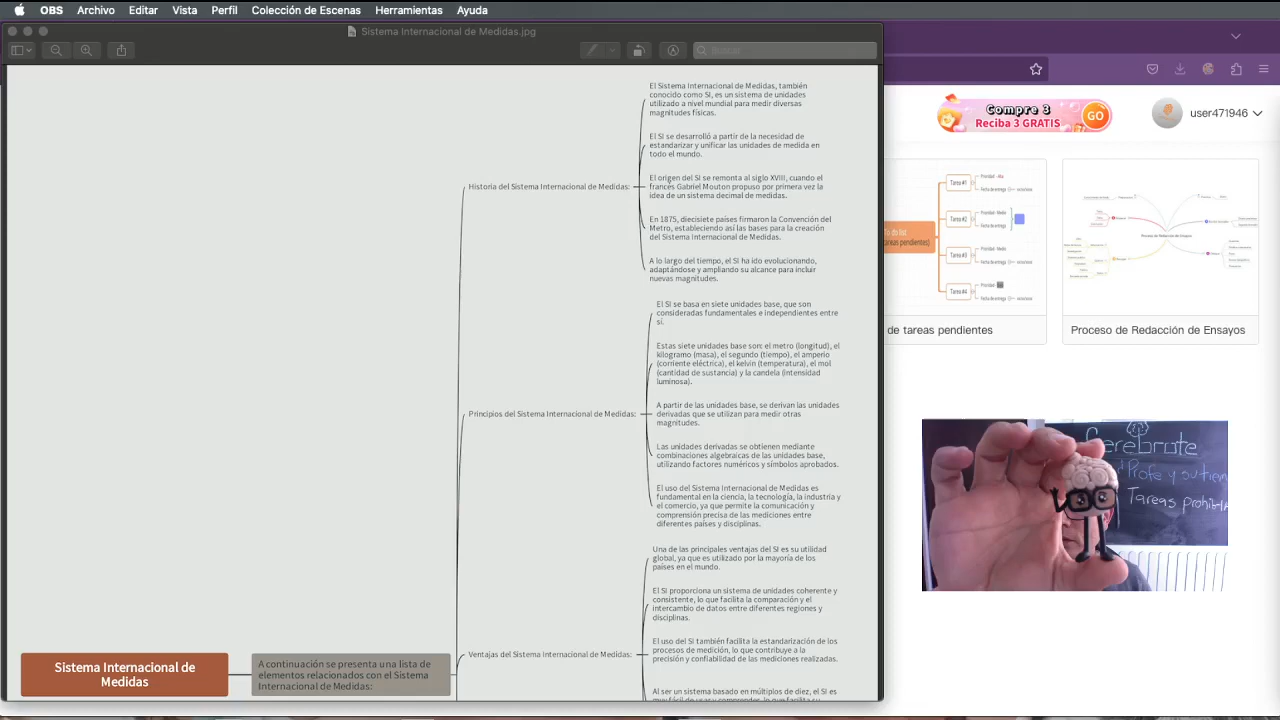 OBS Archivo Editar Vista Perfil Colección de Escenas Herramientas Ayuda
Sistema Internacional de Medidas.jpg
Buscar
El Sistema Internacional de Medidas, también
conocido como SI, es un sistema de unidades
utilizado a nivel mundial para medir diversas
magnitudes físicas.
El SI se desarrolló a partir de la necesidad de
estandarizar y unificar las unidades de medida en
todo el mundo.
Historia del Sistema Internacional de Medidas:
El origen del SI se remonta al siglo XVIII, cuando el
francés Gabriel Mouton propuso por primera vez la
idea de un sistema decimal de medidas.
En 1875, diecisiete países firmaron la Convención del
Metro, estableciendo así las bases para la creación
del Sistema Internacional de Medidas.
A lo largo del tiempo, el SI ha ido evolucionando,
adaptándose y ampliando su alcance para incluir
nuevas magnitudes.
El SI se basa en siete unidades base, que son
consideradas fundamentales e independientes entre
sí.
Estas siete unidades base son: el metro (longitud), el
kilogramo (masa), el segundo (tiempo), el amperio
(corriente eléctrica), el kelvin (temperatura), el mol
(cantidad de sustancia) y la candela (intensidad
luminosa).
Principios del Sistema Internacional de Medidas:
A partir de las unidades base, se derivan las unidades
derivadas que se utilizan para medir otras
magnitudes.
Las unidades derivadas se obtienen mediante
combinaciones algebraicas de las unidades base,
utilizando factores numéricos y símbolos aprobados.
El uso del Sistema Internacional de Medidas es
fundamental en la ciencia, la tecnología, la industria y
el comercio, ya que permite la comunicación y
comprensión precisa de las mediciones entre
diferentes países y disciplinas.
Una de las principales ventajas del SI es su utilidad
global, ya que es utilizado por la mayoría de los
países en el mundo.
El SI proporciona un sistema de unidades coherente y
consistente, lo que facilita la comparación y el
intercambio de datos entre diferentes regiones y
disciplinas.
Ventajas del Sistema Internacional de Medidas:
El uso del SI también facilita la estandarización de los
procesos de medición, lo que contribuye a la
precisión y confiabilidad de las mediciones realizadas.
Al ser un sistema basado en múltiplos de diez, el SI es
Sistema Internacional de
Medidas
A continuación se presenta una lista de
elementos relacionados con el Sistema
Internacional de Medidas:
Compre 3
Reciba 3 GRATIS
GO
user471946
To do list
Tarea #1
Tarea #2
Tarea #3
Tarea #4
de tareas pendientes
Proceso de Redacción de Ensayos
Cerebrute
Profe
Tareas